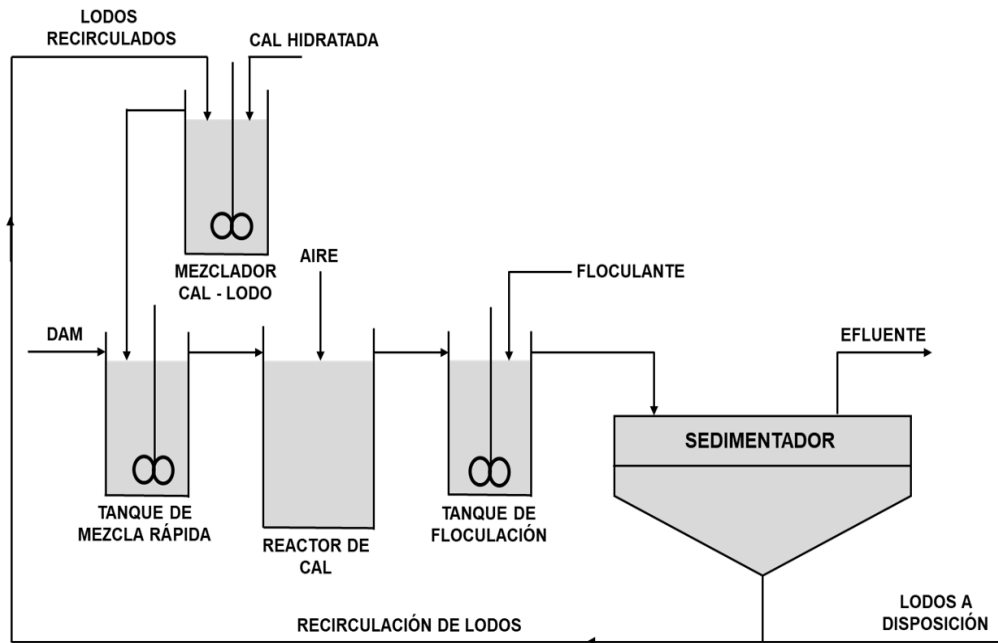 LODOS
RECIRCULADOS
CAL HIDRATADA
MEZCLADOR
CAL - LODO
AIRE
FLOCULANTE
DAM
EFLUENTE
SEDIMENTADOR
TANQUE DE
MEZCLA RÁPIDA
REACTOR DE
CAL
TANQUE DE
FLOCULACIÓN
RECIRCULACIÓN DE LODOS
LODOS A
DISPOSICIÓN